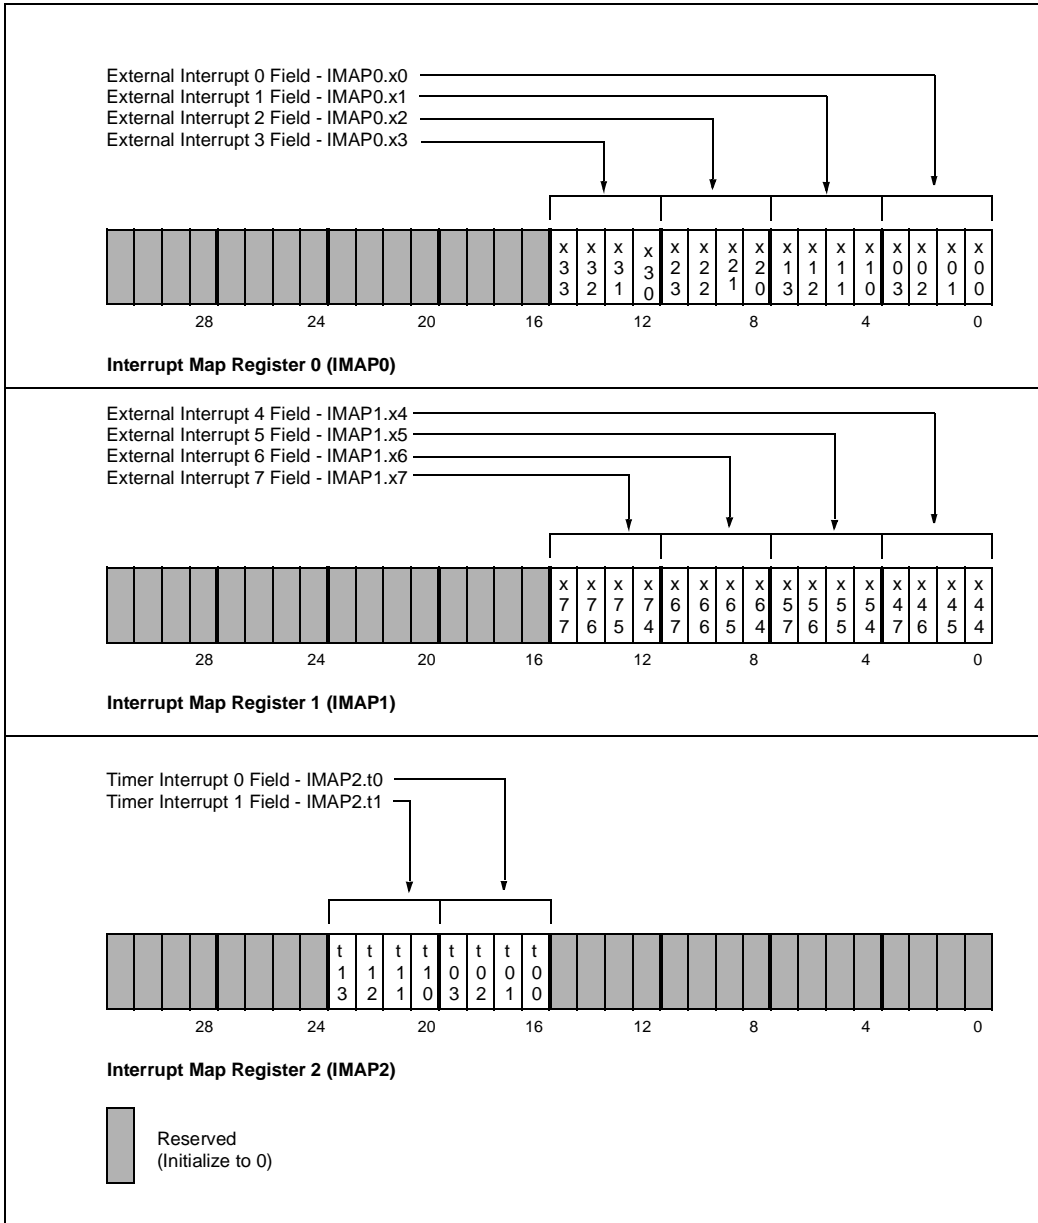 External Interrupt 0 Field - IMAP0.x0
External Interrupt 1 Field - IMAP0.x1
External Interrupt 2 Field - IMAP0.x2
External Interrupt 3 Field - IMAP0.x3
x33 x32 x31 x30 x23 x22 x21 x20 x13 x12 x11 x10 x03 x02 x01 x00
28 24 20 16 12 8 4 0
Interrupt Map Register 0 (IMAP0)
External Interrupt 4 Field - IMAP1.x4
External Interrupt 5 Field - IMAP1.x5
External Interrupt 6 Field - IMAP1.x6
External Interrupt 7 Field - IMAP1.x7
x77 x76 x75 x74 x67 x66 x65 x64 x57 x56 x55 x54 x47 x46 x45 x44
28 24 20 16 12 8 4 0
Interrupt Map Register 1 (IMAP1)
Timer Interrupt 0 Field - IMAP2.t0
Timer Interrupt 1 Field - IMAP2.t1
t13 t12 t11 t10 t03 t02 t01 t00
28 24 20 16 12 8 4 0
Interrupt Map Register 2 (IMAP2)
Reserved
(Initialize to 0)